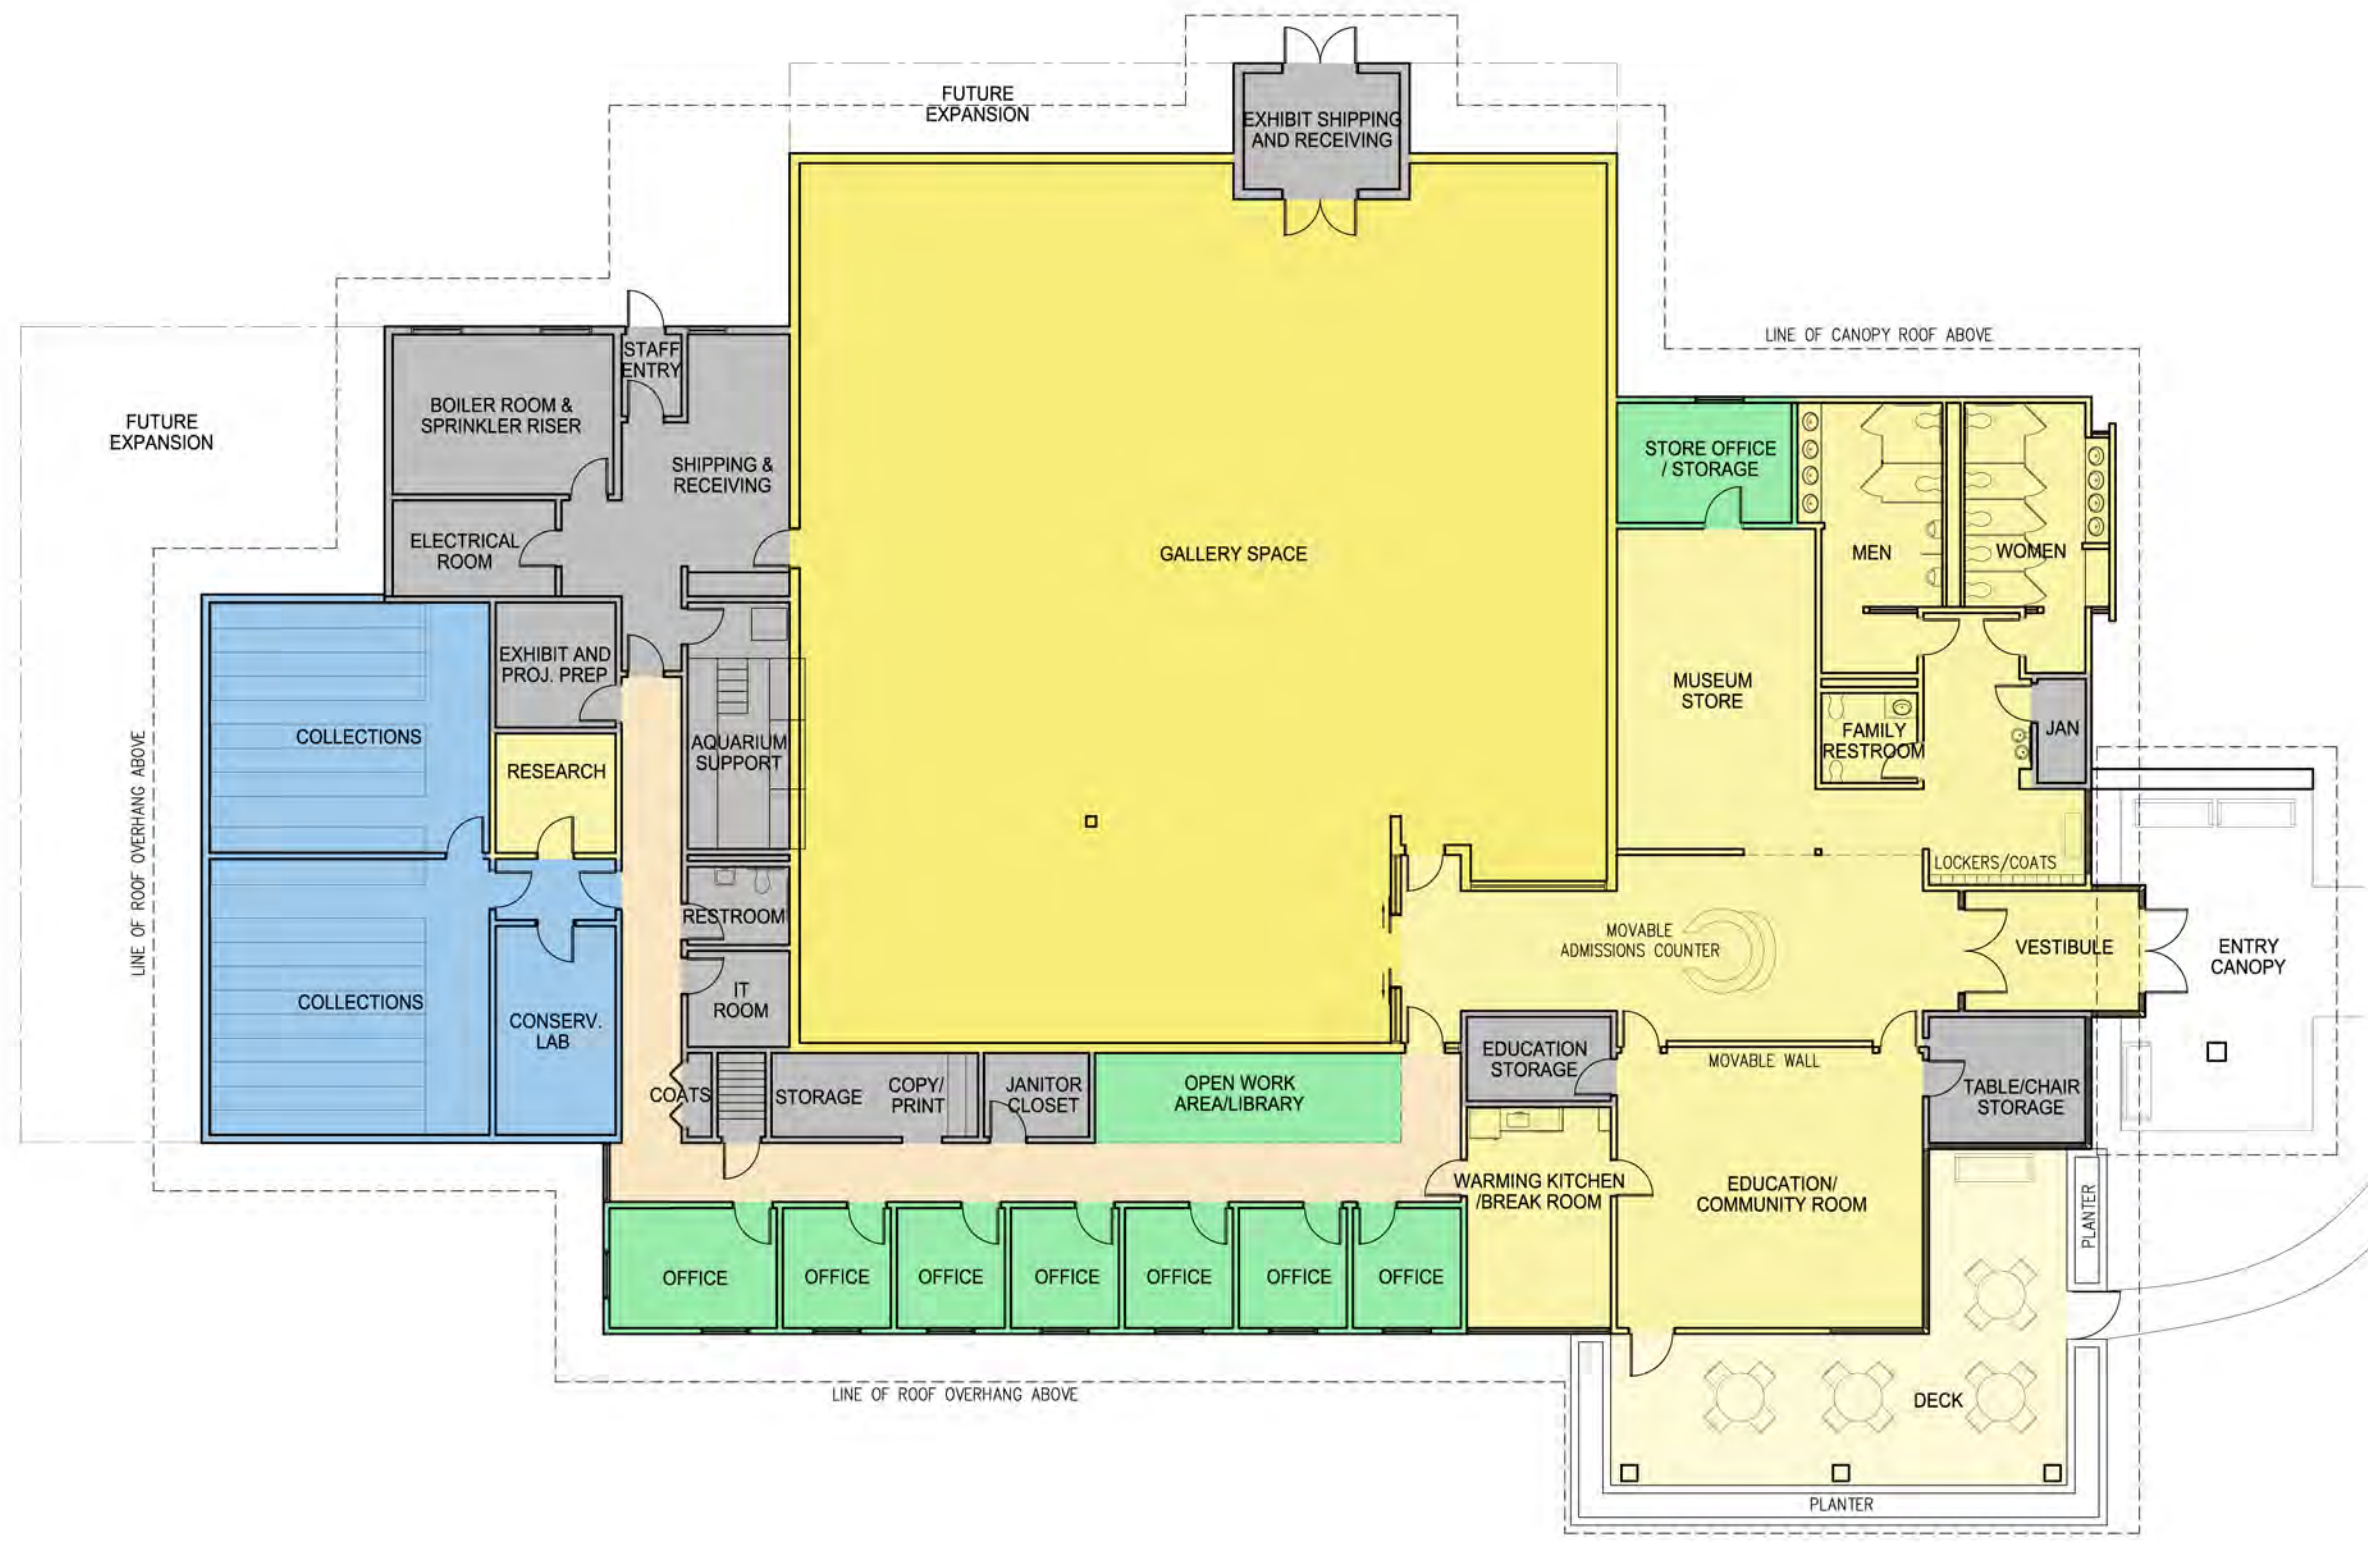 FUTURE
EXPANSION
EXHIBIT SHIPPING
AND RECEIVING
LINE OF CANOPY ROOF ABOVE
STAFF
ENTRY
BOILER ROOM &
SPRINKLER RISER
FUTURE
EXPANSION
SHIPPING &
RECEIVING
STORE OFFICE
/ STORAGE
ELECTRICAL
ROOM
GALLERY SPACE
MEN
WOMEN
EXHIBIT AND
PROJ. PREP
MUSEUM
STORE
COLLECTIONS
AQUARIUM
SUPPORT
FAMILY
RESTROOM
JAN
RESEARCH
LINE OF ROOF OVERHANG ABOVE
LOCKERS/COATS
RESTROOM
MOVABLE
ADMISSIONS COUNTER
VESTIBULE
ENTRY
CANOPY
COLLECTIONS
IT
ROOM
CONSERV.
LAB
EDUCATION
STORAGE
MOVABLE WALL
COATS
STORAGE
COPY/
PRINT
JANITOR
CLOSET
OPEN WORK
AREA/LIBRARY
TABLE/CHAIR
STORAGE
WARMING KITCHEN
/BREAK ROOM
EDUCATION/
COMMUNITY ROOM
PLANTER
OFFICE
OFFICE
OFFICE
OFFICE
OFFICE
OFFICE
OFFICE
LINE OF ROOF OVERHANG ABOVE
DECK
PLANTER